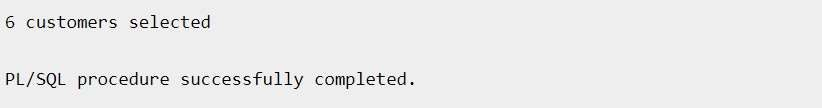 6 customers selected
PL/SQL procedure successfully completed.